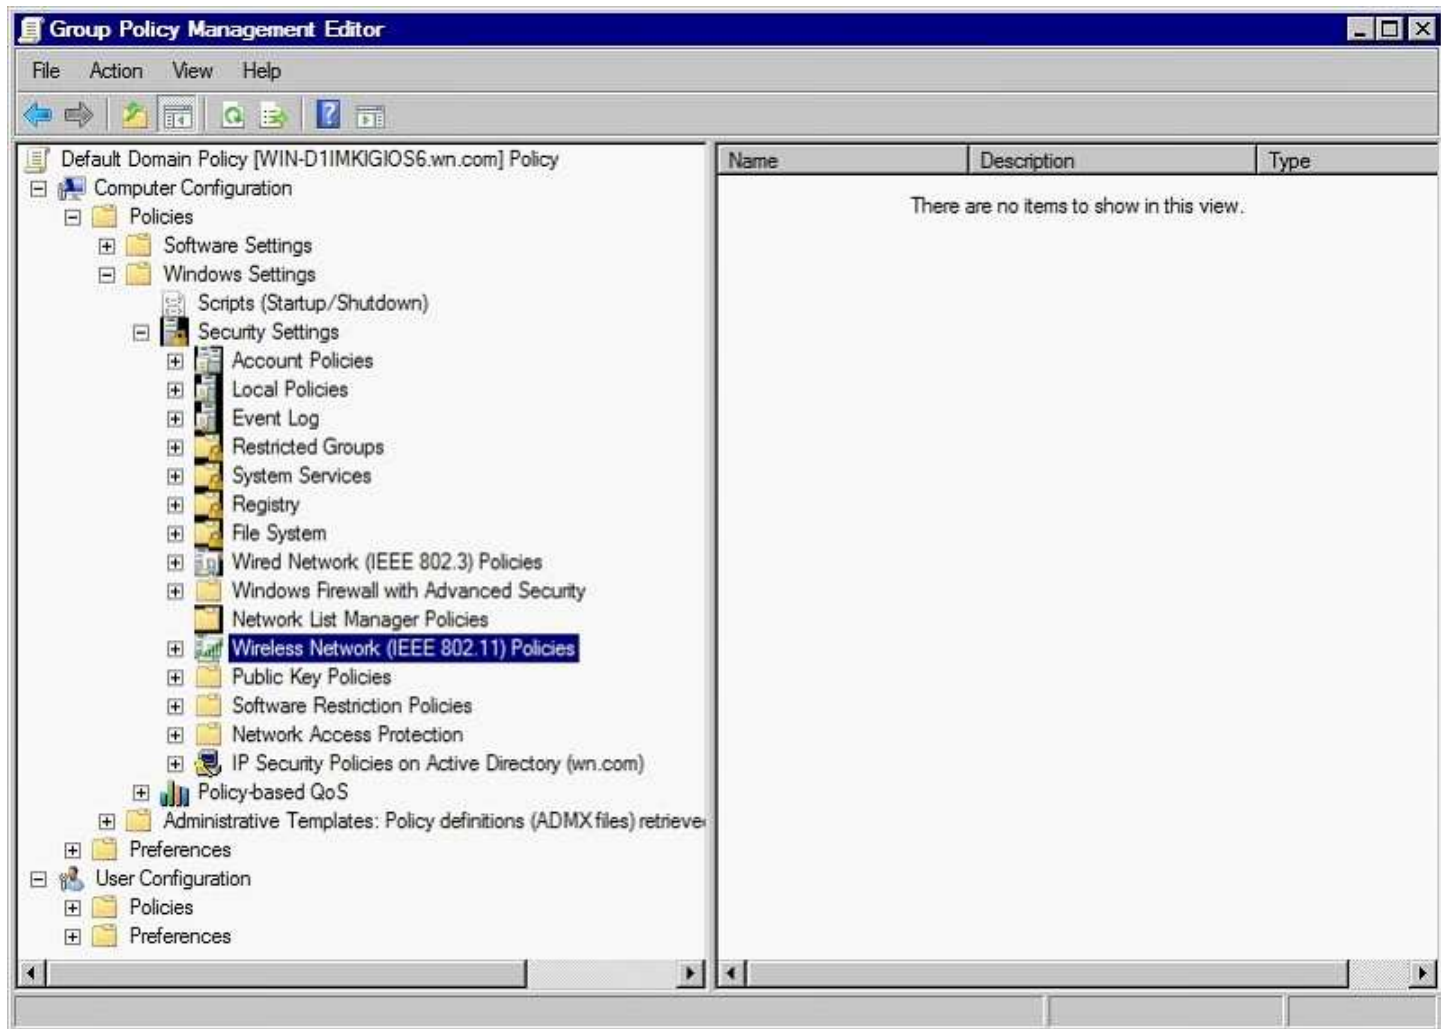 Group Policy Management Editor
File Action View Help
Default Domain Policy [WIN-D1IMKIGIOS6.wn.com] Policy
Computer Configuration
Policies
Software Settings
Windows Settings
Scripts (Startup/Shutdown)
Security Settings
Account Policies
Local Policies
Event Log
Restricted Groups
System Services
Registry
File System
Wired Network (IEEE 802.3) Policies
Windows Firewall with Advanced Security
Network List Manager Policies
Wireless Network (IEEE 802.11) Policies
Public Key Policies
Software Restriction Policies
Network Access Protection
IP Security Policies on Active Directory (wn.com)
Policy-based QoS
Administrative Templates: Policy definitions (ADMX files) retrieve
Preferences
User Configuration
Policies
Preferences
Name Description Type
There are no items to show in this view.